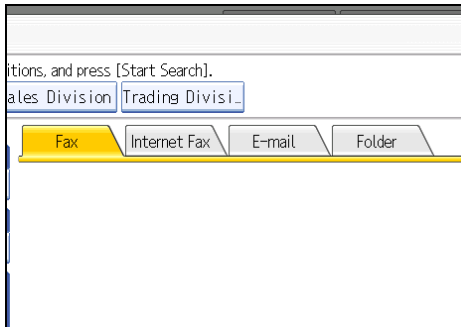 itions, and press [Start Search].
ales Division Trading Divisi_
Fax Internet Fax E-mail Folder